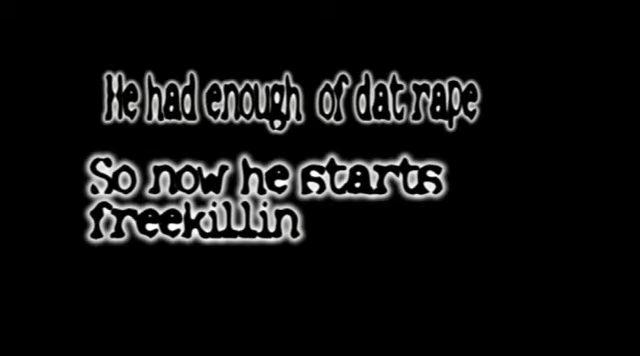 He had enough of dat rape
So now he starts
freekillin